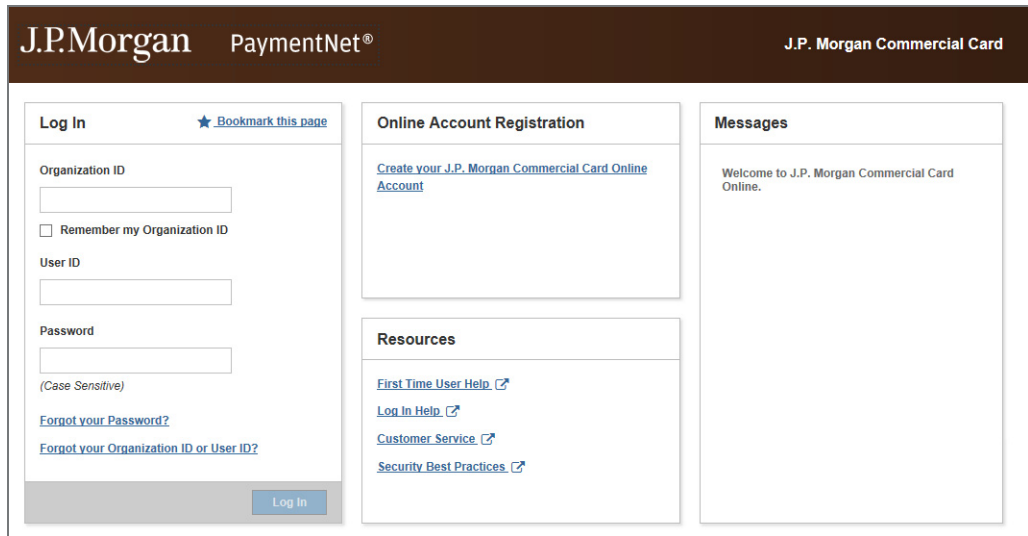 J.P.Morgan PaymentNet®
J.P. Morgan Commercial Card
Log In
Bookmark this page
Organization ID
Remember my Organization ID
User ID
Password
(Case Sensitive)
Forgot your Password?
Forgot your Organization ID or User ID?
Log In
Online Account Registration
Create your J.P. Morgan Commercial Card Online
Account
Resources
First Time User Help
Log In Help
Customer Service
Security Best Practices
Messages
Welcome to J.P. Morgan Commercial Card
Online.